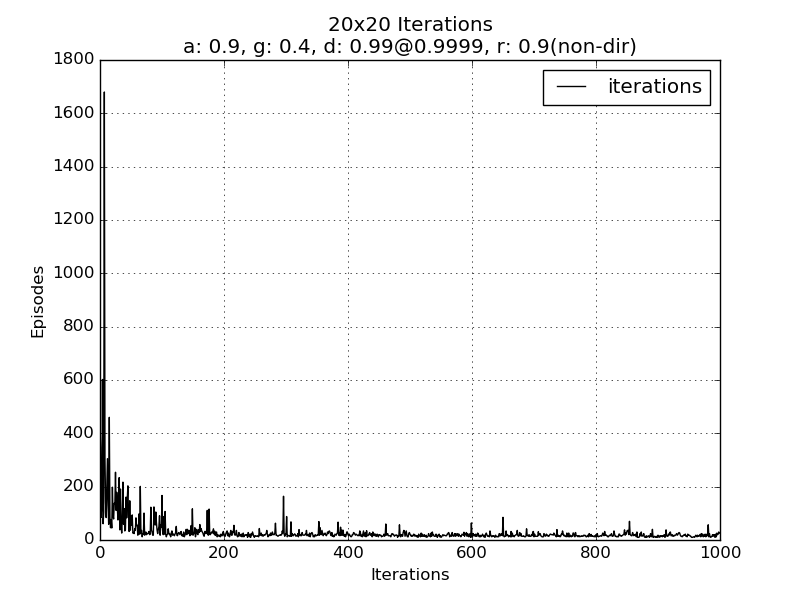 20x20 Iterations
a: 0.9, g: 0.4, d: 0.99@0.9999, r: 0.9(non-dir)
1800
iterations
1600
1400
1200
1000
800
600
400
200
0
Episodes
0 200 400 600 800 1000
Iterations